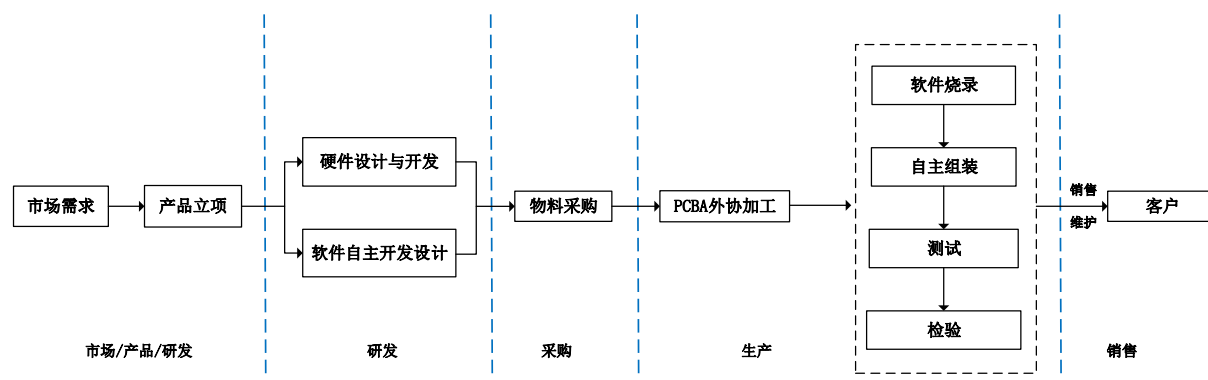 市场需求
产品立项
硬件设计与开发
软件自主开发设计
物料采购
PCBA外协加工
软件烧录
自主组装
测试
检验
销售
维护
客户
市场/产品/研发
研发
采购
生产
销售